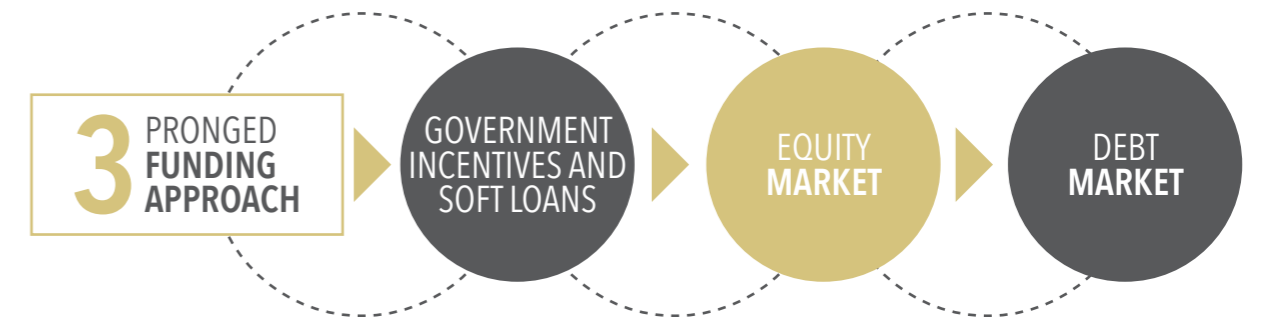 3
PRONGED
FUNDING
APPROACH
GOVERNMENT
INCENTIVES AND
SOFT LOANS
EQUITY
MARKET
DEBT
MARKET